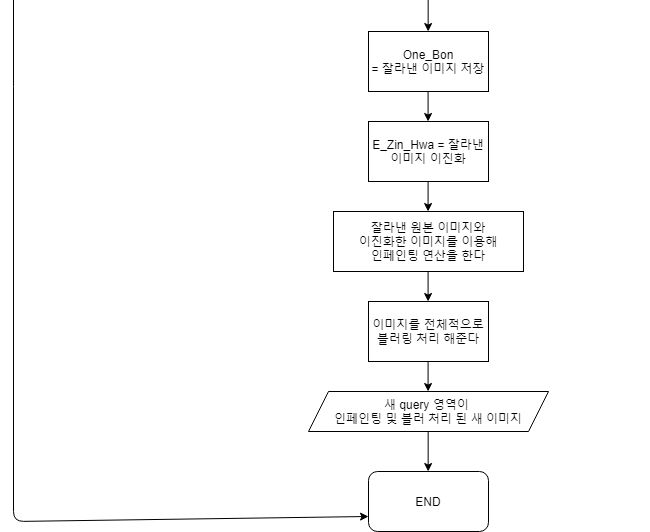 One_Bon
= 잘라낸 이미지 저장
E_Zin_Hwa = 잘라낸
이미지 이진화
잘라낸 원본 이미지와
이진화한 이미지를 이용해
인페인팅 연산을 한다
이미지를 전체적으로
블러링 처리 해준다
새 query 영역이
인페인팅 및 블러 처리 된 새 이미지
END